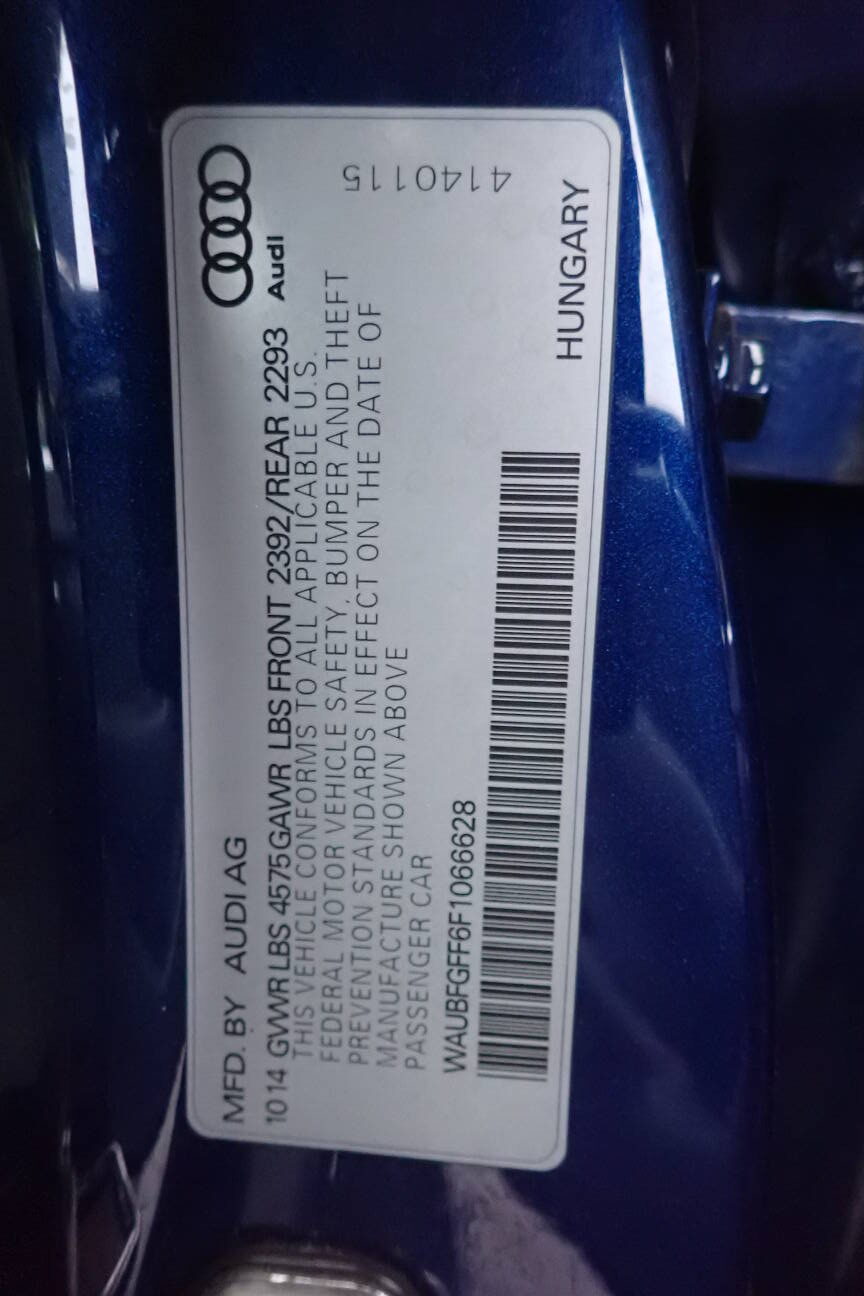 MFD. BY AUDI AG
Audi
1014 GVWR LBS 4575 GAWR LBS FRONT 2392/REAR 2293
THIS VEHICLE CONFORMS TO ALL APPLICABLE U.S.
FEDERAL MOTOR VEHICLE SAFETY, BUMPER AND THEFT
PREVENTION STANDARDS IN EFFECT ON THE DATE OF
MANUFACTURE SHOWN ABOVE
PASSENGER CAR
4140115
WAUBFGFF6F1066628
HUNGARY